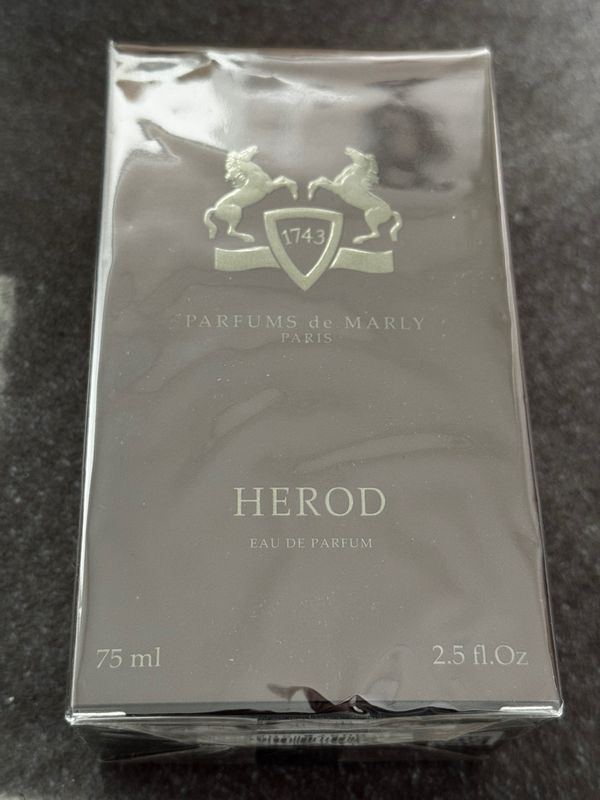 1743
PARFUMS de MARLY
PARIS
HEROD
EAU DE PARFUM
75 ml
2.5 fl.Oz